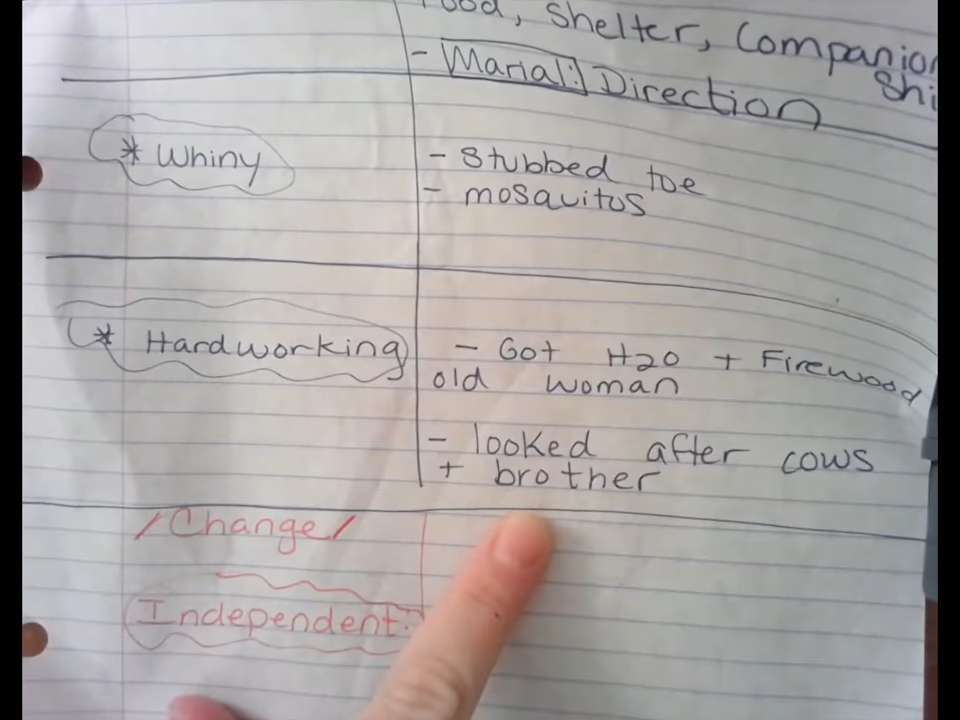 Food, Shelter, Companion
Shi
- Marial: Direction
* Whiny
- Stubbed toe
- mosquitos
* Hardworking
- Got H2O + Firewood
old woman
- looked after cows
+ brother
/Change/
Independent: